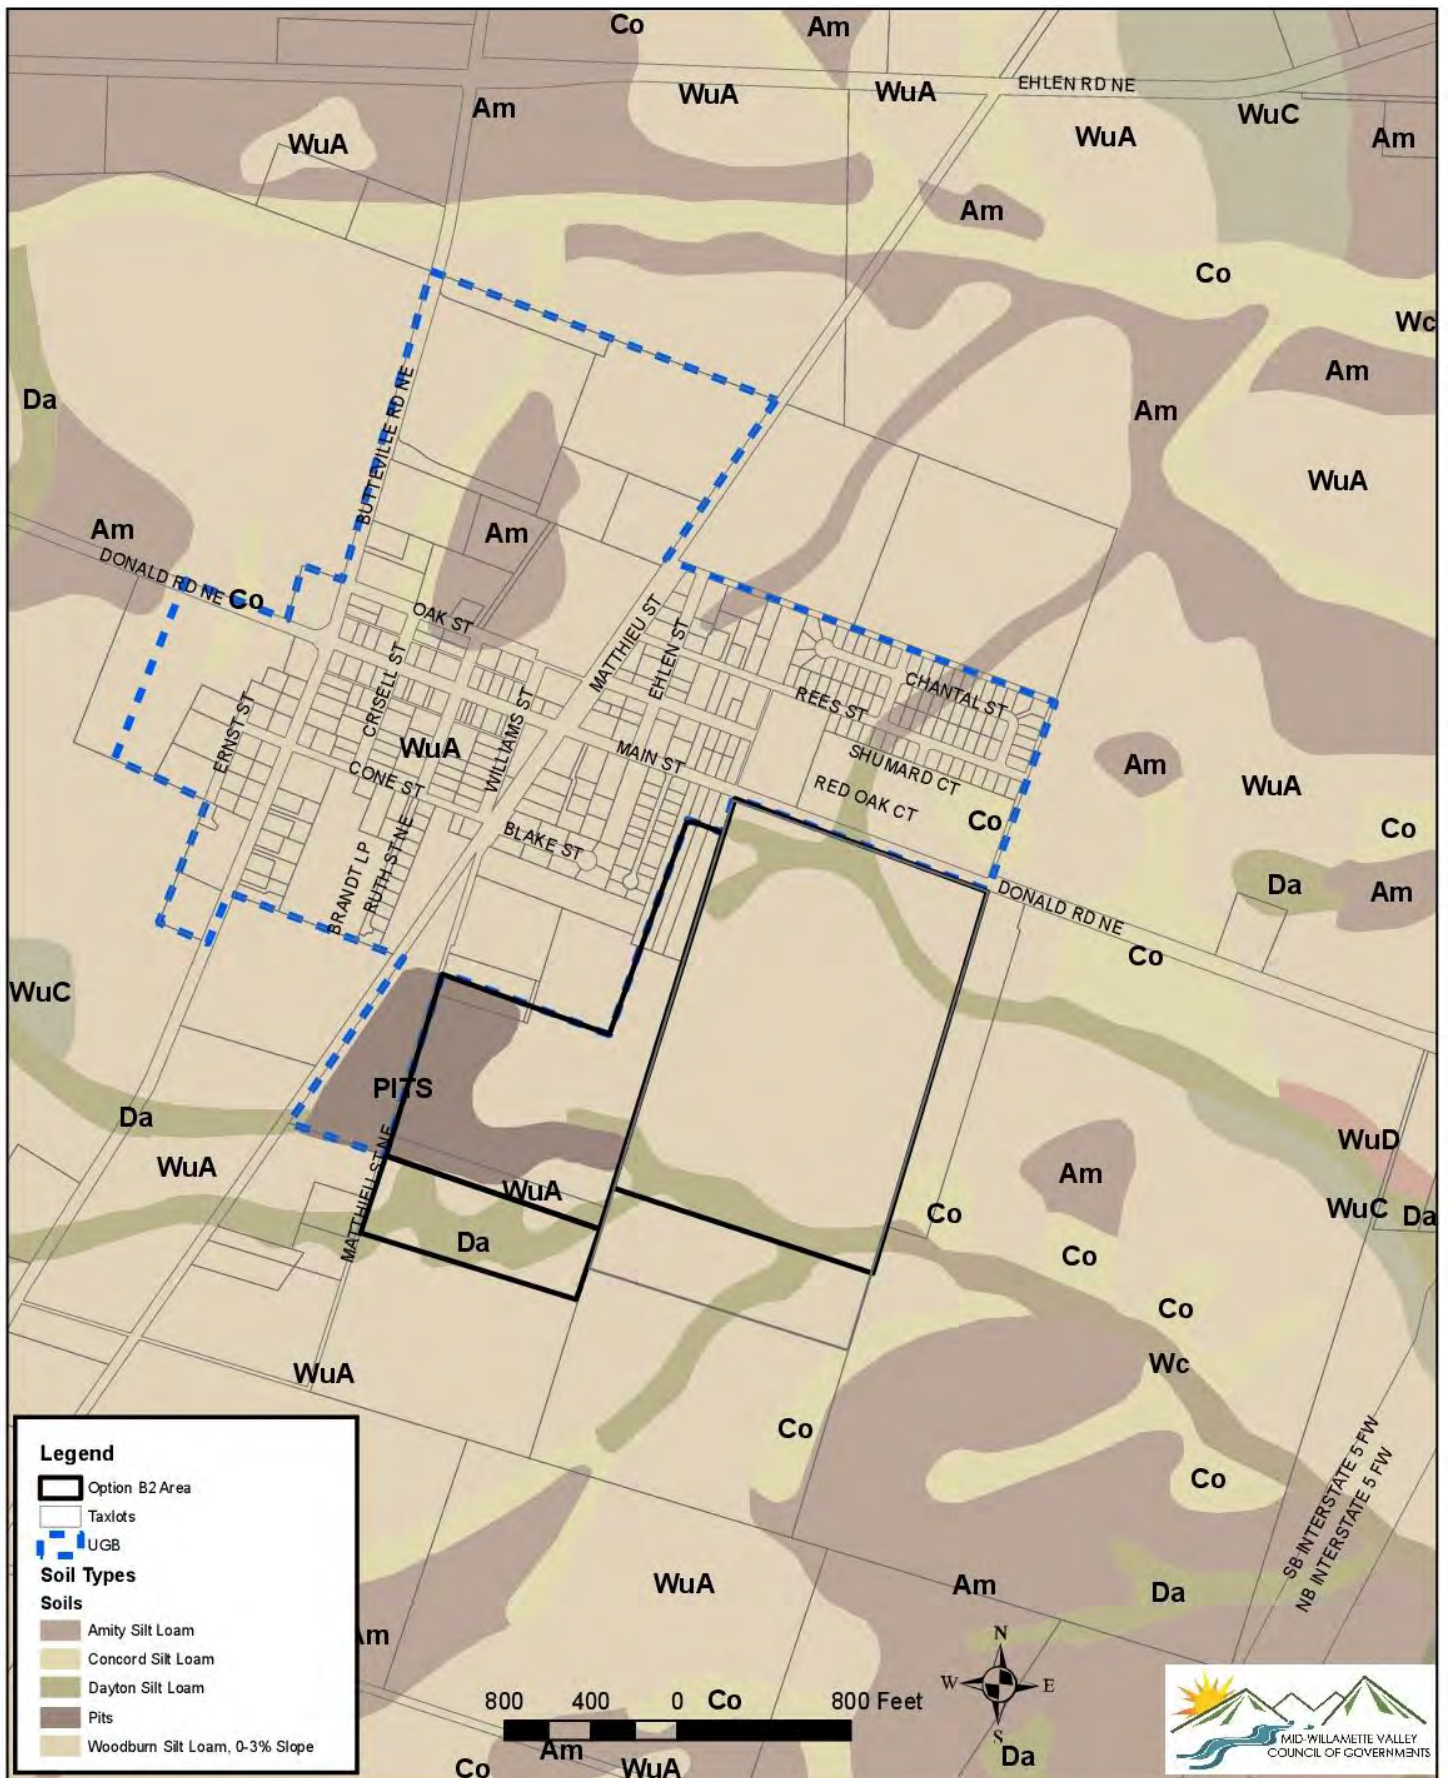 Co
Am
EHLEN RD NE
WuA
WuA
Am
WuC
WuA
Am
WuA
Am
Co
Wc
Am
Da
Am
BUTTEVILLE RD NE
WuA
Am
Am
DONALD RD NE
Co
OAK ST
MATTHIEU ST
EHLEN ST
CRISELL ST
CHANTAL ST
REES ST
ERNST ST
WILLIAMS ST
WuA
MAIN ST
SHUMARD CT
Am
WuA
CONE ST
RED OAK CT
Co
Co
BLAKE ST
BRANDT LP
RUTH ST NE
Da
Am
DONALD RD NE
Co
WuC
PITS
Da
WuD
WuA
MATTHIEU ST NE
WuA
Am
WuC
Da
Co
Da
Co
Co
Wc
WuA
Co
Co
SB INTERSTATE 5 FW
NB INTERSTATE 5 FW
WuA
Am
Da
Legend
Option B2 Area
Taxlots
UGB
Soil Types
Soils
Amity Silt Loam
Concord Silt Loam
Dayton Silt Loam
Pits
Woodburn Silt Loam, 0-3% Slope
Am
N
W
E
S
800 400 0 Co 800 Feet
Am
Co
WuA
Da
MID-WILLAMETTE VALLEY
COUNCIL OF GOVERNMENTS